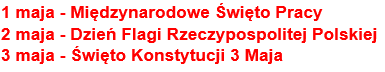 1 maja - Międzynarodowe Święto Pracy
2 maja - Dzień Flagi Rzeczypospolitej Polskiej
3 maja - Święto Konstytucji 3 Maja